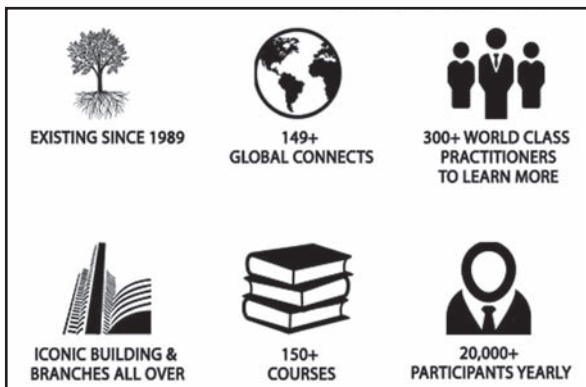 EXISTING SINCE 1989
149+
GLOBAL CONNECTS
300+ WORLD CLASS
PRACTITIONERS
TO LEARN MORE
ICONIC BUILDING &
BRANCHES ALL OVER
150+
COURSES
20,000+
PARTICIPANTS YEARLY